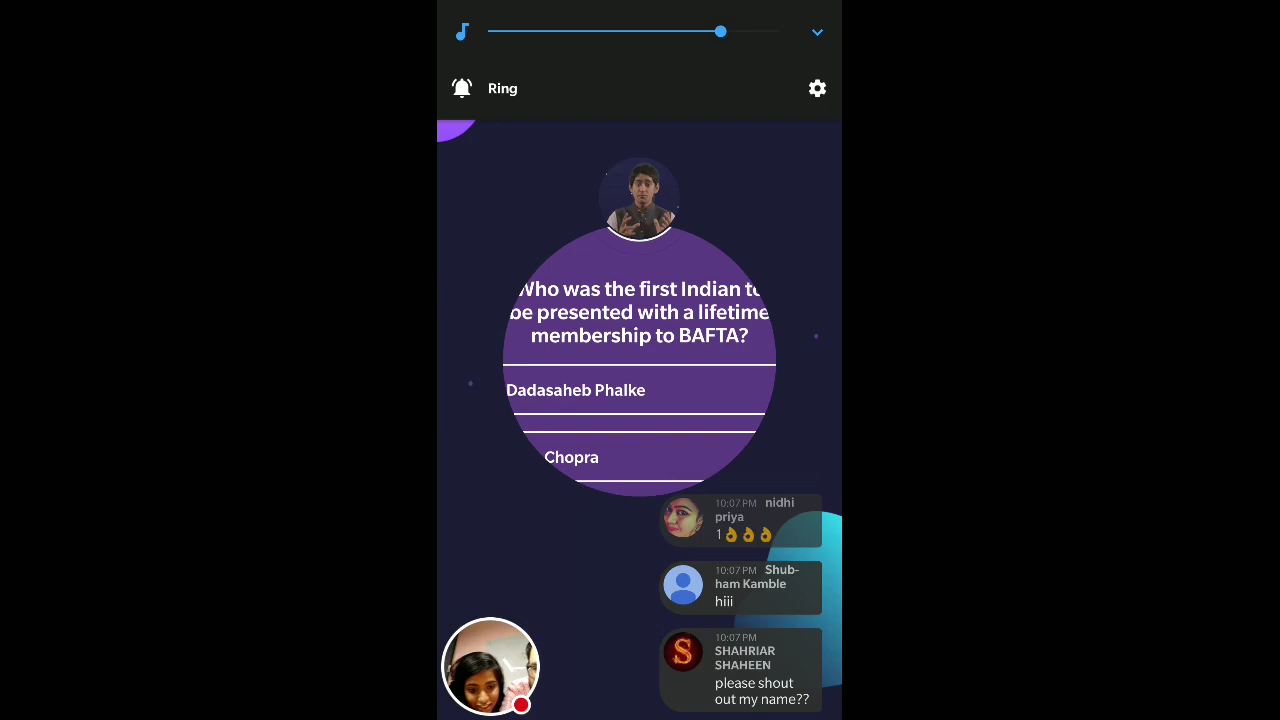 Ring
Who was the first Indian to
be presented with a lifetime
membership to BAFTA?
Dadasaheb Phalke
Chopra
10:07 PM nidhi
priya
1👌👌👌
10:07 PM Shub-
ham Kamble
hiii
10:07 PM
SHAHRIAR
SHAHEEN
please shout
out my name??